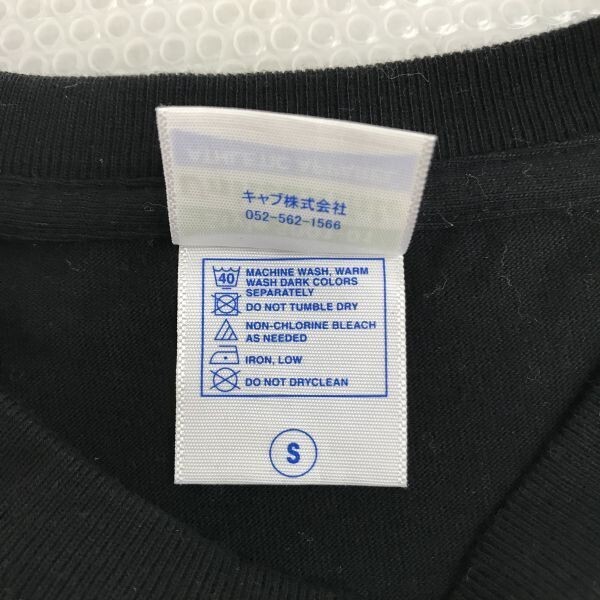 キャブ株式会社
052-562-1566
40 MACHINE WASH, WARM
WASH DARK COLORS
SEPARATELY
DO NOT TUMBLE DRY
NON-CHLORINE BLEACH
AS NEEDED
IRON, LOW
DO NOT DRYCLEAN
S